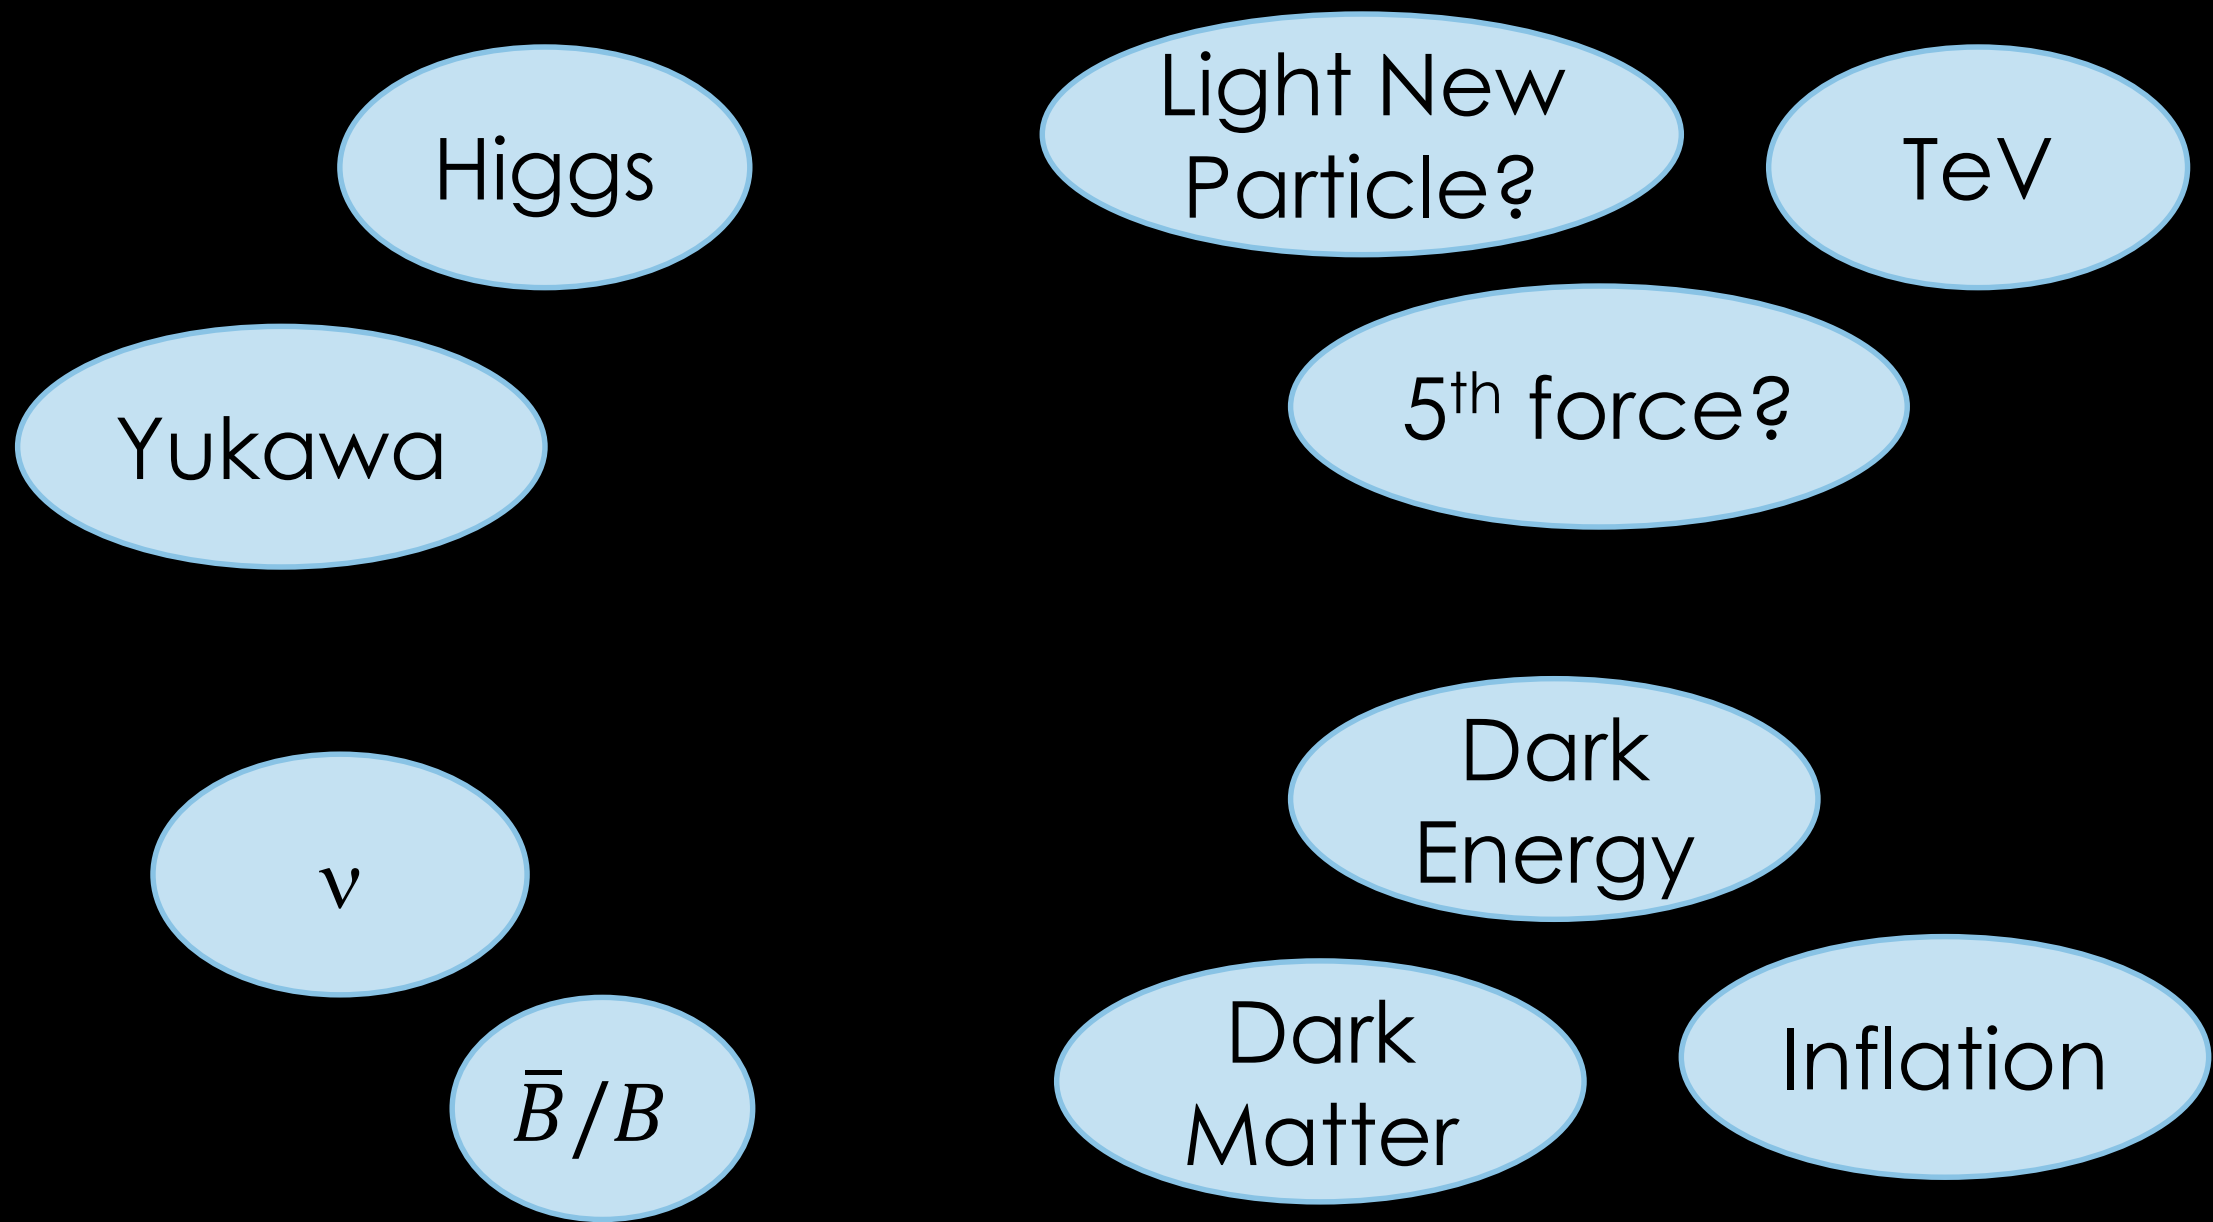 Higgs
Light New
Particle?
TeV
5th force?
Yukawa
Dark
Energy
ν
Dark
Matter
Inflation
B̅/B